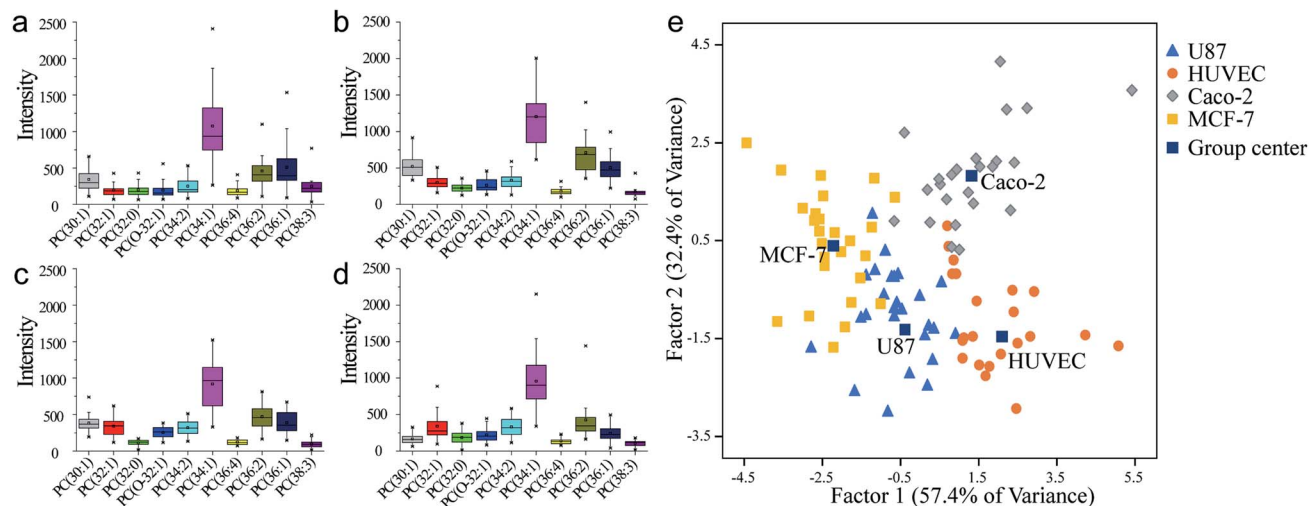 a
2500
2000
1500
1000
500
0
Intensity
PC(30:1)
PC(32:1)
PC(32:0)
PC(O-32:1)
PC(34:2)
PC(34:1)
PC(36:4)
PC(36:2)
PC(36:1)
PC(38:3)
b
2500
2000
1500
1000
500
0
Intensity
PC(30:1)
PC(32:1)
PC(32:0)
PC(O-32:1)
PC(34:2)
PC(34:1)
PC(36:4)
PC(36:2)
PC(36:1)
PC(38:3)
c
2500
2000
1500
1000
500
0
Intensity
PC(30:1)
PC(32:1)
PC(32:0)
PC(O-32:1)
PC(34:2)
PC(34:1)
PC(36:4)
PC(36:2)
PC(36:1)
PC(38:3)
d
2500
2000
1500
1000
500
0
Intensity
PC(30:1)
PC(32:1)
PC(32:0)
PC(O-32:1)
PC(34:2)
PC(34:1)
PC(36:4)
PC(36:2)
PC(36:1)
PC(38:3)
e
4.5
2.5
0.5
-1.5
-3.5
Factor 2 (32.4% of Variance)
Caco-2
MCF-7
U87
HUVEC
-4.5 -2.5 -0.5 1.5 3.5 5.5
Factor 1 (57.4% of Variance)
U87
HUVEC
Caco-2
MCF-7
Group center